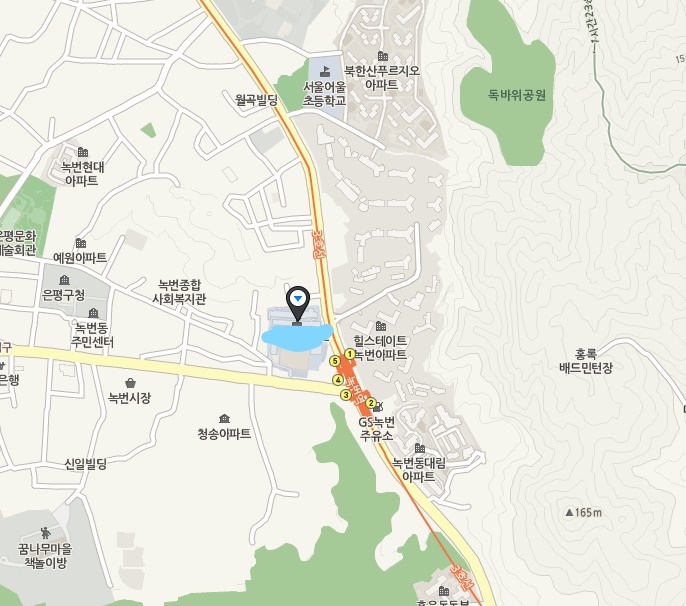 북한산푸르지오
아파트
서울어울
초등학교
월곡빌딩
독바위공원
녹번현대
아파트
은평문화
예술회관
예원아파트
은평구청
녹번종합
사회복지관
녹번동
주민센터
3호선
힐스테이트
녹번아파트
홍록
배드민턴장
5
1
4
3
2
녹번역
은행
녹번시장
청송아파트
GS녹번
주유소
신일빌딩
녹번동대림
아파트
▲165m
꿈나무마을
책놀이방
3호선